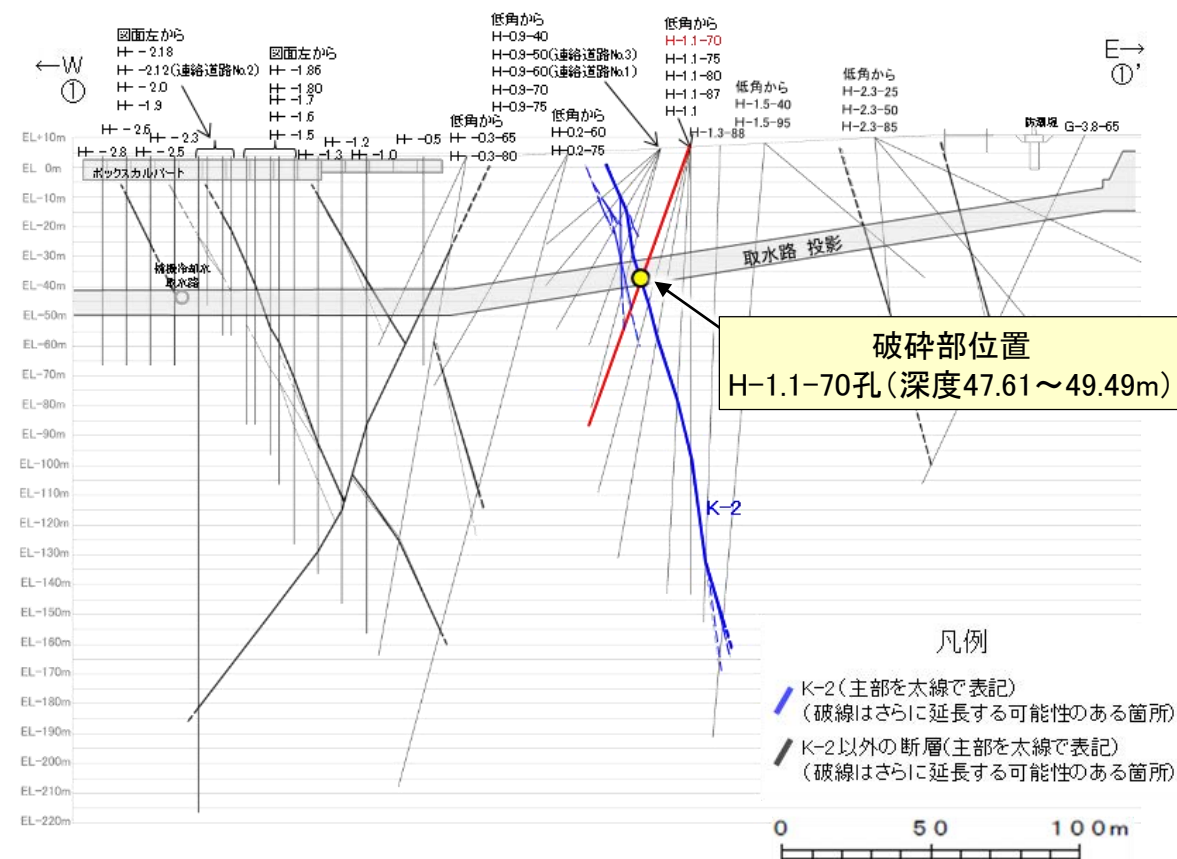 ←W
①
図面左から
H- -2.18
H- -2.12(連絡道路No.2)
H- -2.0
H- -1.9
図面左から
H- -1.86
H- -1.80
H- -1.7
H- -1.6
H- -1.5
低角から
H-0.9-40
H-0.9-50(連絡道路No.3)
H-0.9-60(連絡道路No.1)
H-0.9-70
H-0.9-75
低角から
H-1.1-70
H-1.1-75
H-1.1-80
H-1.1-87
H-1.1
低角から
H-1.5-40
H-1.5-95
低角から
H-2.3-25
H-2.3-50
H-2.3-85
E→
①'
防潮堤
G-3.8-65
H- -2.8
H- -2.6
H- -2.5
H- -2.3
H- -1.3
H- -1.2
H- -1.0
H- -0.5
低角から
H- -0.3-65
H- -0.3-80
低角から
H-0.2-60
H-0.2-75
H-1.3-88
EL+10m
EL 0m
EL-10m
EL-20m
EL-30m
EL-40m
EL-50m
EL-60m
EL-70m
EL-80m
EL-90m
EL-100m
EL-110m
EL-120m
EL-130m
EL-140m
EL-150m
EL-160m
EL-170m
EL-180m
EL-190m
EL-200m
EL-210m
EL-220m
ボックスカルバート
補機冷却水
取水路
取水路 投影
破砕部位置
H-1.1-70孔(深度47.61~49.49m)
K-2
凡例
K-2(主部を太線で表記)
(破線はさらに延長する可能性のある箇所)
K-2以外の断層(主部を太線で表記)
(破線はさらに延長する可能性のある箇所)
0 50 100m